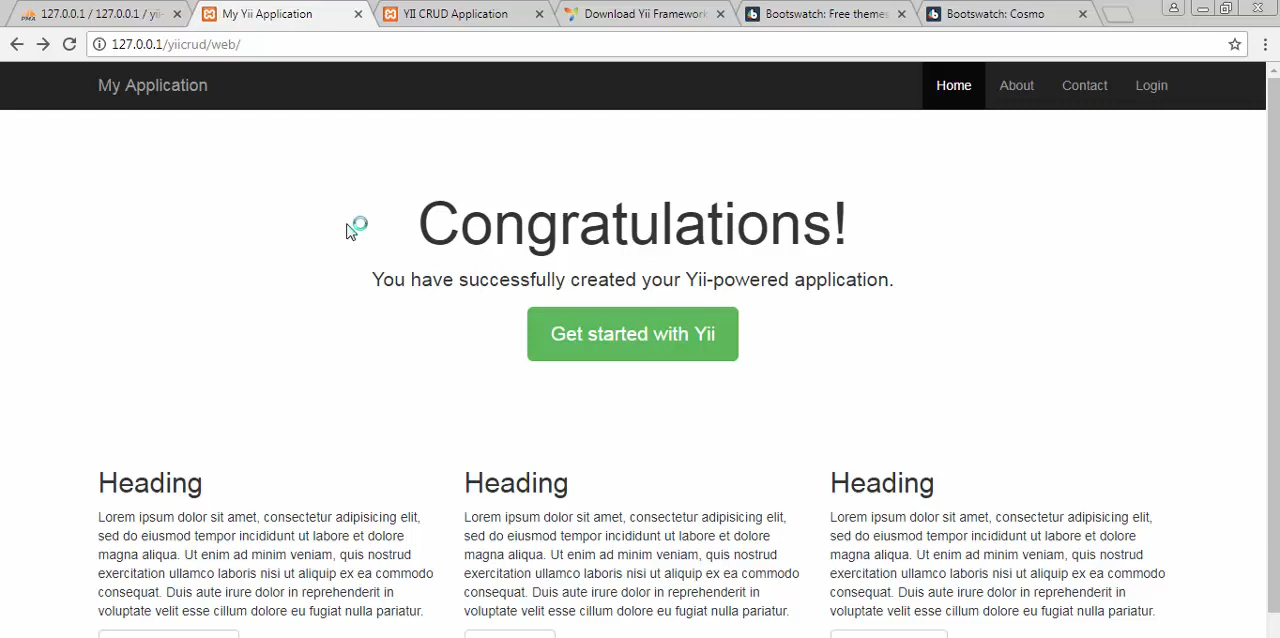 127.0.0.1 / 127.0.0.1 / yii- My Yii Application YII CRUD Application Download Yii Framework Bootswatch: Free themes Bootswatch: Cosmo
127.0.0.1/yiicrud/web/
My Application Home About Contact Login
Congratulations!
You have successfully created your Yii-powered application.
Get started with Yii
Heading Heading Heading
Lorem ipsum dolor sit amet, consectetur adipisicing elit,
sed do eiusmod tempor incididunt ut labore et dolore
magna aliqua. Ut enim ad minim veniam, quis nostrud
exercitation ullamco laboris nisi ut aliquip ex ea commodo
consequat. Duis aute irure dolor in reprehenderit in
voluptate velit esse cillum dolore eu fugiat nulla pariatur.
Lorem ipsum dolor sit amet, consectetur adipisicing elit,
sed do eiusmod tempor incididunt ut labore et dolore
magna aliqua. Ut enim ad minim veniam, quis nostrud
exercitation ullamco laboris nisi ut aliquip ex ea commodo
consequat. Duis aute irure dolor in reprehenderit in
voluptate velit esse cillum dolore eu fugiat nulla pariatur.
Lorem ipsum dolor sit amet, consectetur adipisicing elit,
sed do eiusmod tempor incididunt ut labore et dolore
magna aliqua. Ut enim ad minim veniam, quis nostrud
exercitation ullamco laboris nisi ut aliquip ex ea commodo
consequat. Duis aute irure dolor in reprehenderit in
voluptate velit esse cillum dolore eu fugiat nulla pariatur.